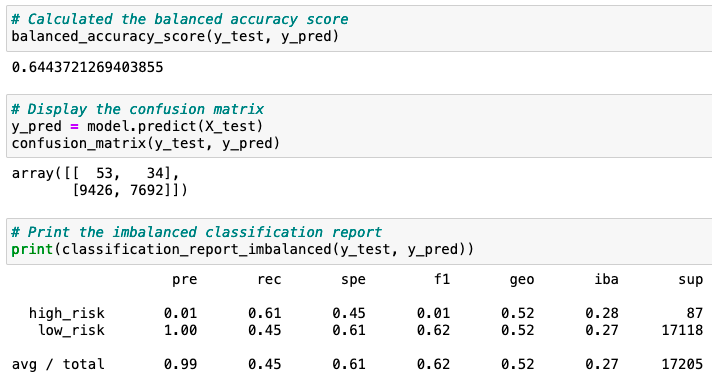 # Calculated the balanced accuracy score
balanced_accuracy_score(y_test, y_pred)
0.6443721269403855
# Display the confusion matrix
y_pred = model.predict(X_test)
confusion_matrix(y_test, y_pred)
array([[  53,   34],
       [9426, 7692]])
# Print the imbalanced classification report
print(classification_report_imbalanced(y_test, y_pred))
                   pre       rec       spe        f1       geo       iba       sup
  high_risk       0.01      0.61      0.45      0.01      0.52      0.28        87
   low_risk       1.00      0.45      0.61      0.62      0.52      0.27     17118
avg / total       0.99      0.45      0.61      0.62      0.52      0.27     17205